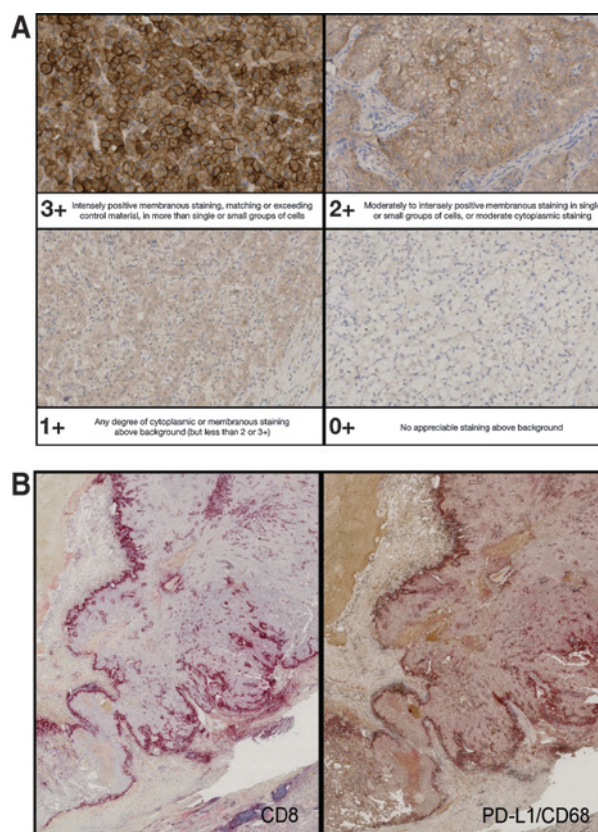 A
3+ Intensely positive membranous staining, matching or exceeding
control material, in more than single or small groups of cells
2+ Moderately to intensely positive membranous staining in single
or small groups of cells, or moderate cytoplasmic staining
1+ Any degree of cytoplasmic or membranous staining
above background (but less than 2 or 3+)
0+ No appreciable staining above background
B
CD8
PD-L1/CD68